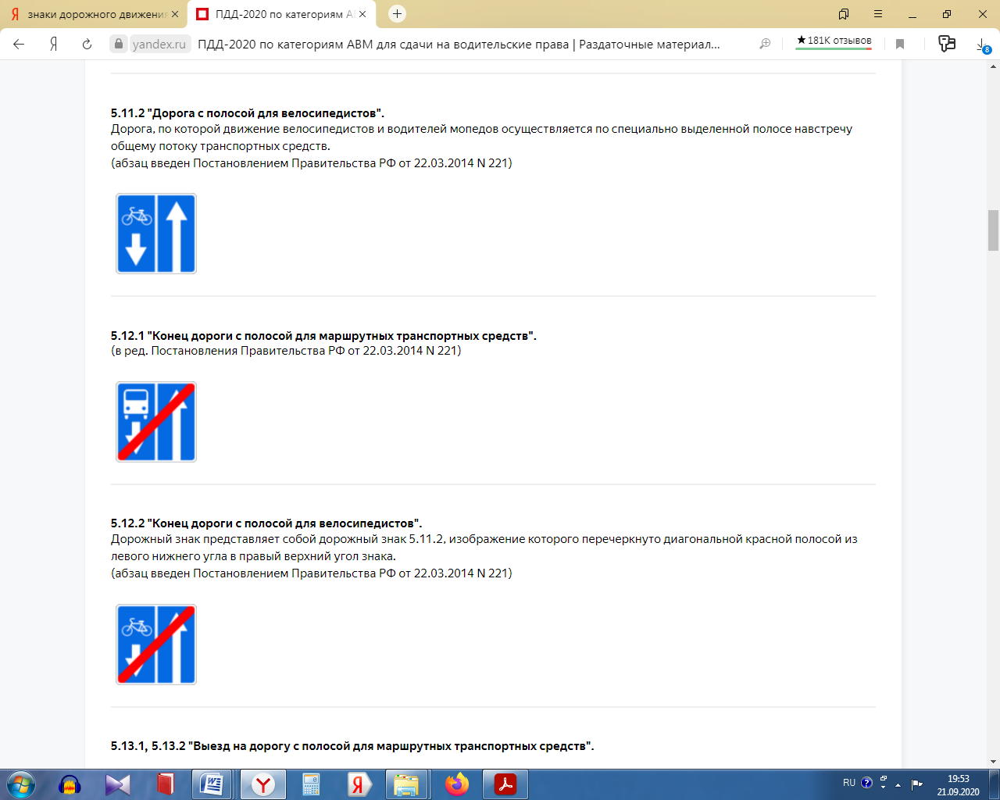 знаки дорожного движения
ПДД-2020 по категориям АВ
yandex.ru
ПДД-2020 по категориям АВМ для сдачи на водительские права | Раздаточные материал...
★181K отзывов
8
5.11.2 "Дорога с полосой для велосипедистов".
Дорога, по которой движение велосипедистов и водителей мопедов осуществляется по специально выделенной полосе навстречу
общему потоку транспортных средств.
(абзац введен Постановлением Правительства РФ от 22.03.2014 N 221)
5.12.1 "Конец дороги с полосой для маршрутных транспортных средств".
(в ред. Постановления Правительства РФ от 22.03.2014 N 221)
5.12.2 "Конец дороги с полосой для велосипедистов".
Дорожный знак представляет собой дорожный знак 5.11.2, изображение которого перечеркнуто диагональной красной полосой из
левого нижнего угла в правый верхний угол знака.
(абзац введен Постановлением Правительства РФ от 22.03.2014 N 221)
5.13.1, 5.13.2 "Выезд на дорогу с полосой для маршрутных транспортных средств".
RU
19:53
21.09.2020